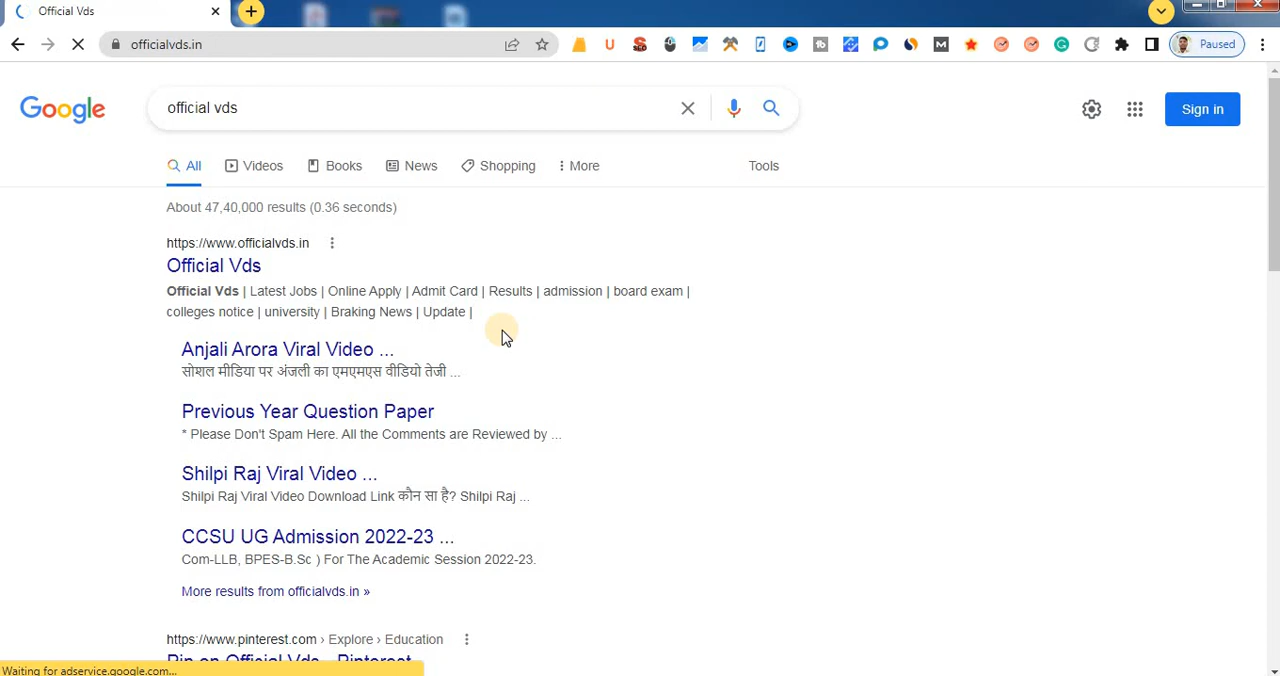 Official Vds
officialvds.in
Paused
Google
official vds
Sign in
All
Videos
Books
News
Shopping
More
Tools
About 47,40,000 results (0.36 seconds)
https://www.officialvds.in
Official Vds
Official Vds | Latest Jobs | Online Apply | Admit Card | Results | admission | board exam |
colleges notice | university | Braking News | Update |
Anjali Arora Viral Video ...
सोशल मीडिया पर अंजली का एमएमएस वीडियो तेजी ...
Previous Year Question Paper
* Please Don't Spam Here. All the Comments are Reviewed by ...
Shilpi Raj Viral Video ...
Shilpi Raj Viral Video Download Link कौन सा है? Shilpi Raj ...
CCSU UG Admission 2022-23 ...
Com-LLB, BPES-B.Sc ) For The Academic Session 2022-23.
More results from officialvds.in »
https://www.pinterest.com › Explore › Education
Pin on Official Vds - Pinterest
Waiting for adservice.google.com...